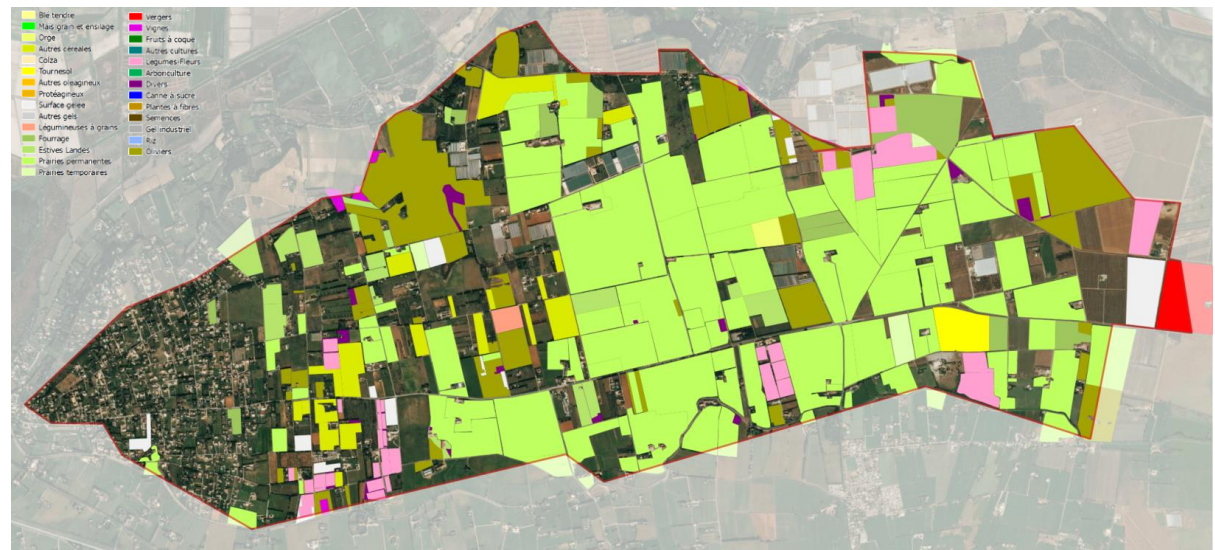 Blé tendre
Maïs grain et ensilage
Orge
Autres céréales
Colza
Tournesol
Autres oléagineux
Protéagineux
Surface gelée
Autres gels
Légumineuses à grains
Fourrage
Estives Landes
Prairies permanentes
Prairies temporaires
Vergers
Vignes
Fruits à coque
Autres cultures
Légumes-Fleurs
Arboriculture
Divers
Canne à sucre
Plantes à fibres
Semences
Gel industriel
Riz
Oliviers